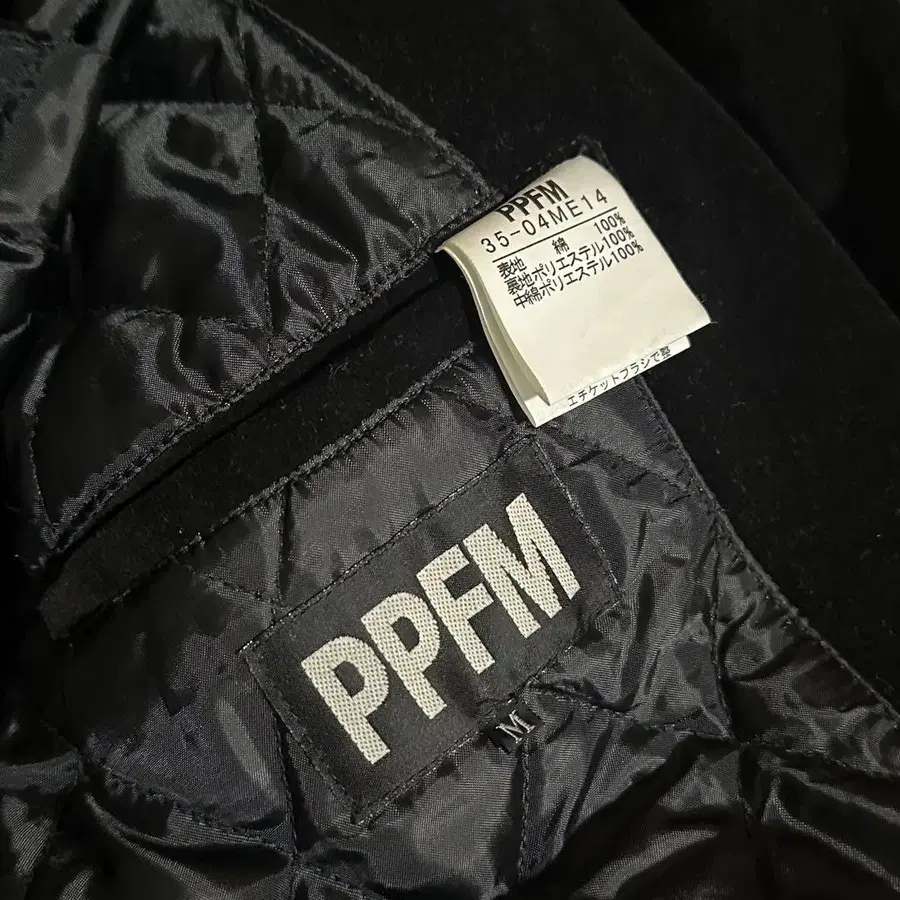 PPFM
35-04ME14
表地 綿 100%
裏地ポリエステル100%
中綿ポリエステル100%
エチケットブラシで整
PPFM
M